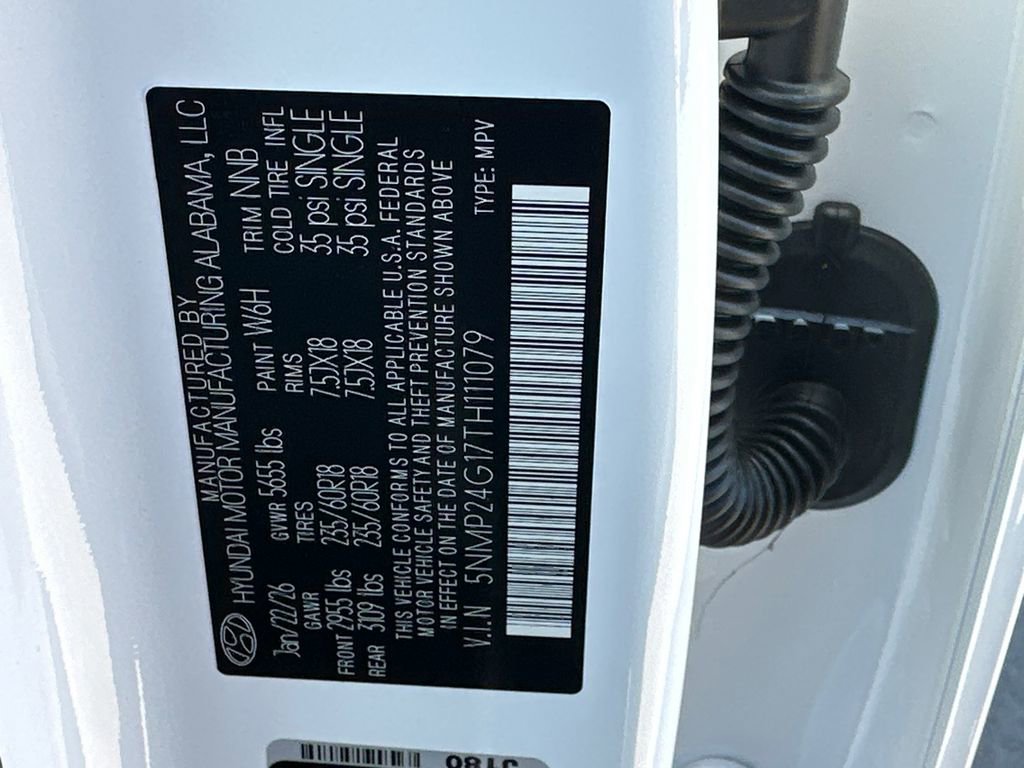 MANUFACTURED BY
HYUNDAI MOTOR MANUFACTURING ALABAMA, LLC
Jan/22/26 GVWR 5655 lbs PAINT W6H TRIM NNB
GAWR TIRES RIMS COLD TIRE INFL
FRONT 2955 lbs 235/60R18 7.5JX18 35 psi SINGLE
REAR 3109 lbs 235/60R18 7.5JX18 35 psi SINGLE
THIS VEHICLE CONFORMS TO ALL APPLICABLE U.S.A. FEDERAL
MOTOR VEHICLE SAFETY AND THEFT PREVENTION STANDARDS
IN EFFECT ON THE DATE OF MANUFACTURE SHOWN ABOVE
V.I.N 5NMP24G17TH111079 TYPE: MPV